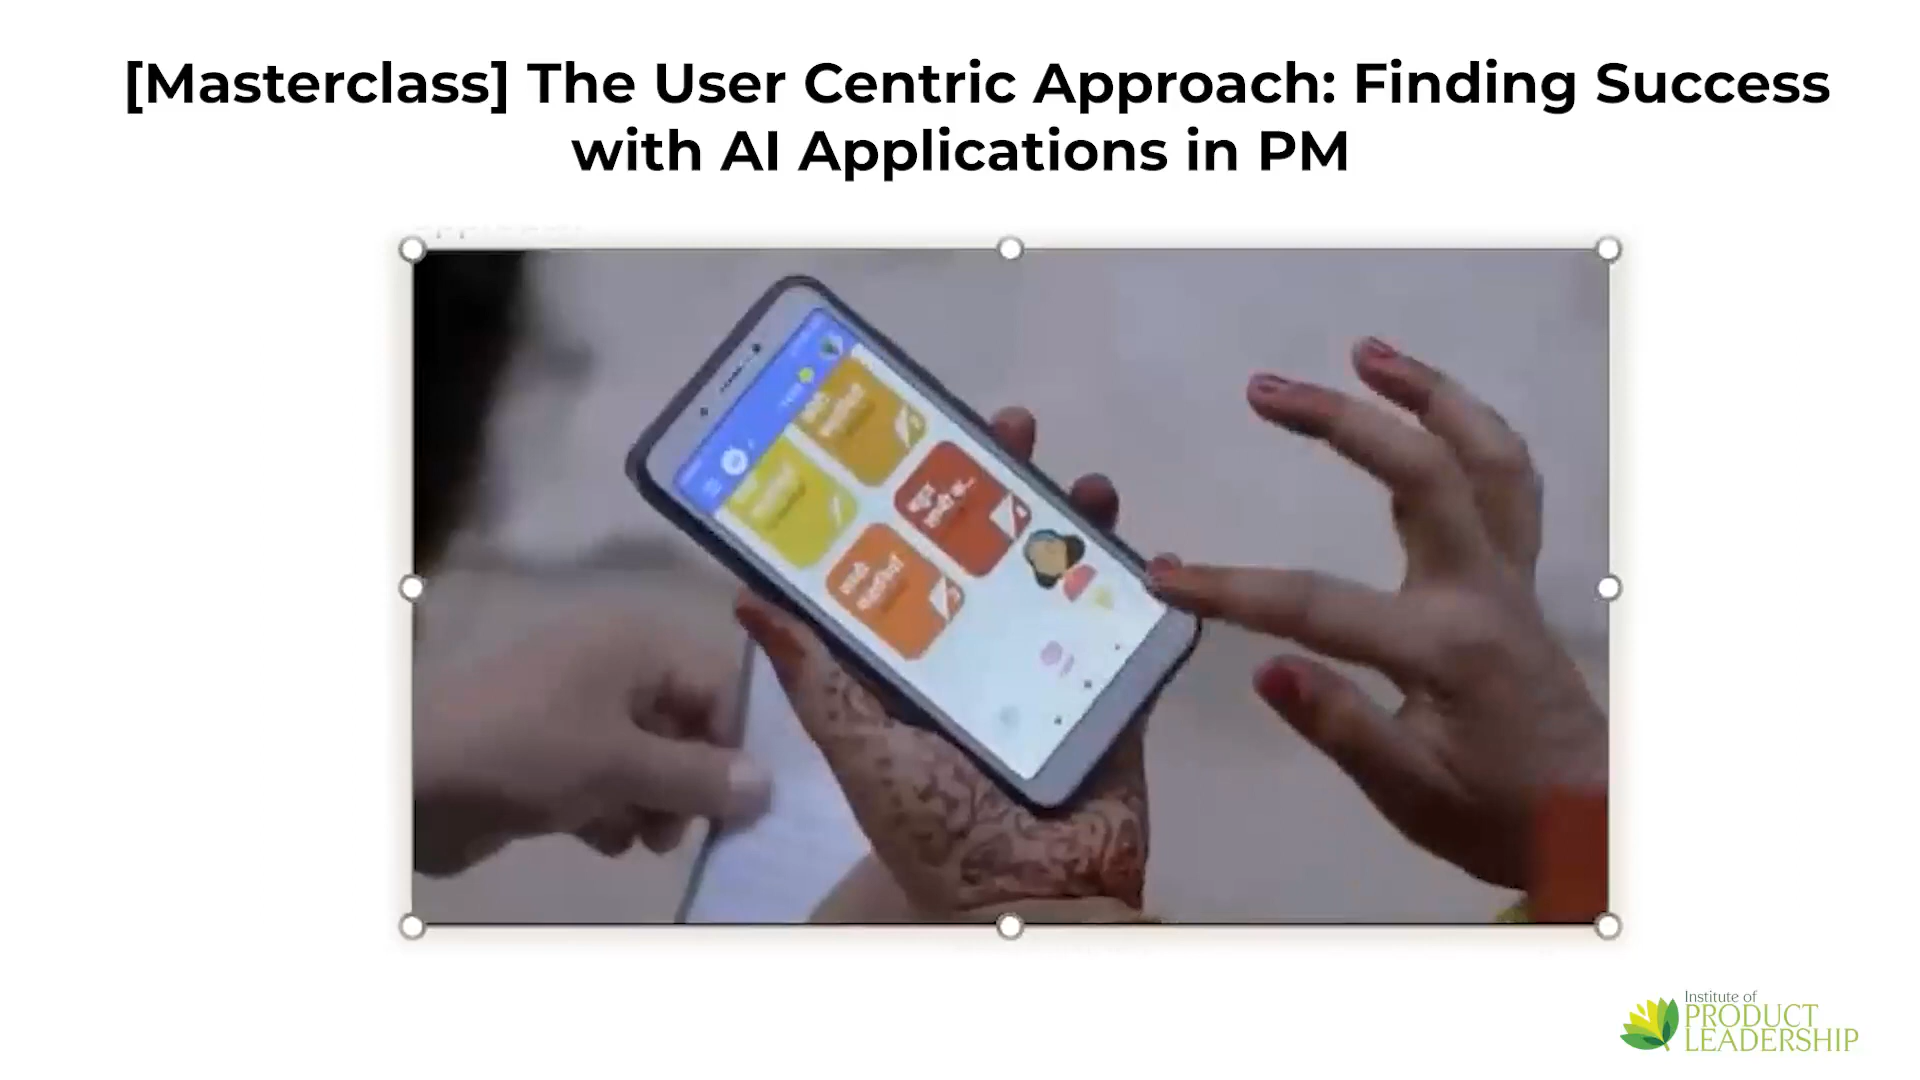 [Masterclass] The User Centric Approach: Finding Success
with AI Applications in PM
Institute of
PRODUCT
LEADERSHIP